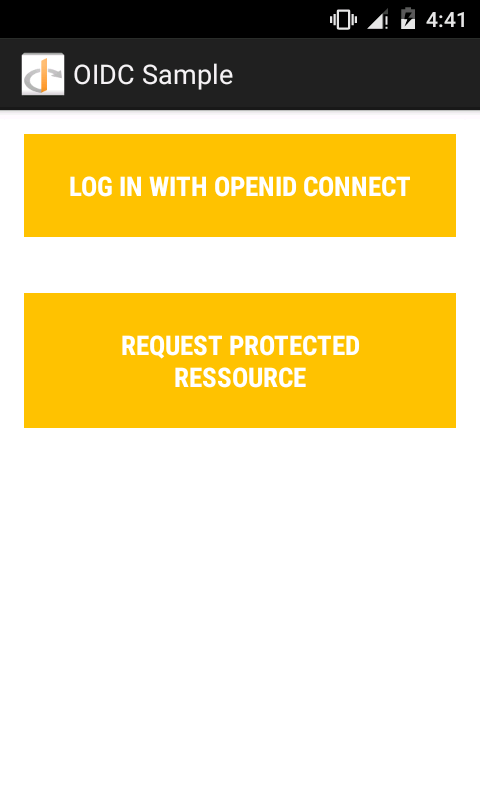 4:41
OIDC Sample
LOG IN WITH OPENID CONNECT
REQUEST PROTECTED
RESSOURCE